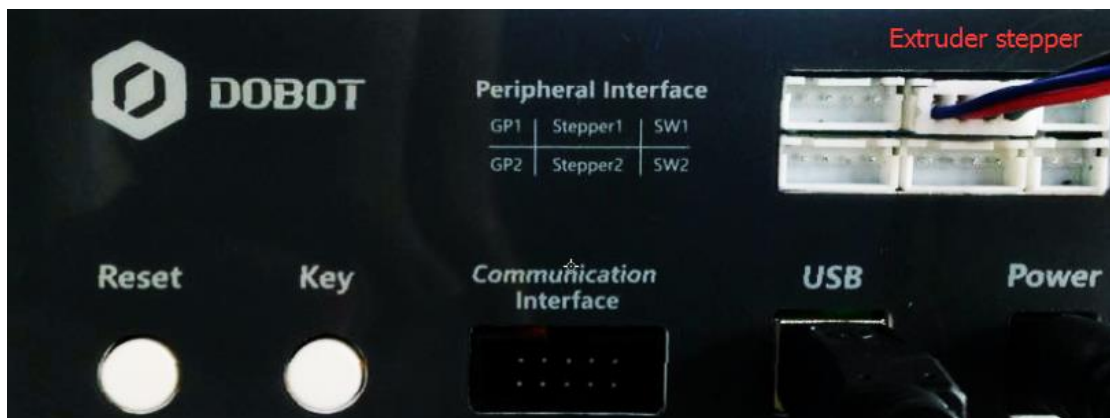 Extruder stepper
DOBOT
Peripheral Interface
GP1 | Stepper1 | SW1
GP2 | Stepper2 | SW2
Reset
Key
Communication
Interface
USB
Power